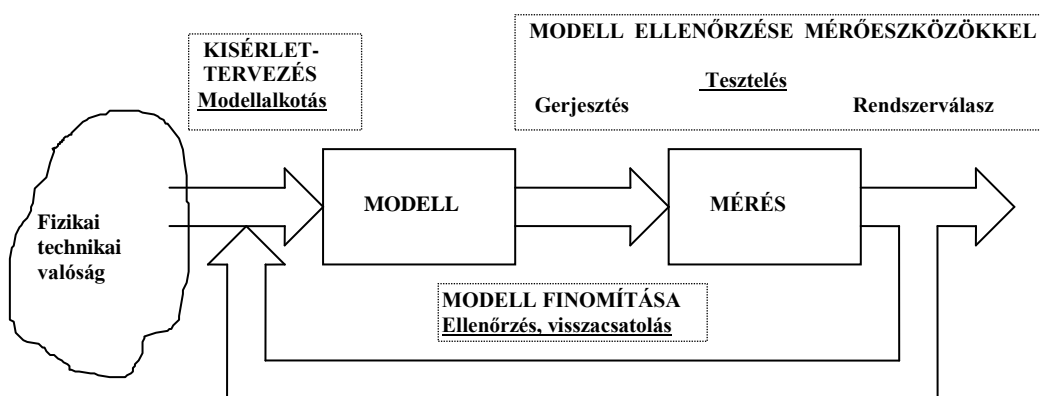 KISÉRLET-
TERVEZÉS
Modellalkotás
MODELL ELLENŐRZÉSE MÉRŐESZKÖZÖKKEL
Tesztelés
Gerjesztés Rendszerválasz
Fizikai
technikai
valóság
MODELL
MÉRÉS
MODELL FINOMÍTÁSA
Ellenőrzés, visszacsatolás